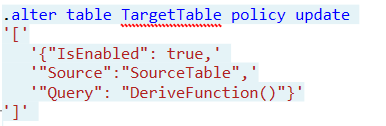 .alter table TargetTable policy update
'['
'{"IsEnabled": true,'
'"Source":"SourceTable",'
'"Query": "DeriveFunction()"}'
']'